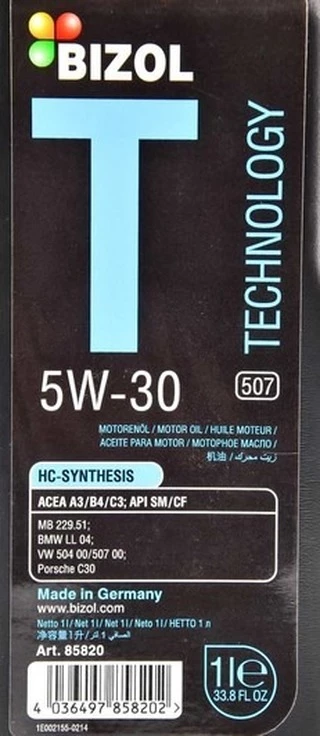 BIZOL
T
TECHNOLOGY
5W-30
507
MOTORENÖL / MOTOR OIL / HUILE MOTEUR /
ACEITE PARA MOTOR / МОТОРНОЕ МАСЛО /
机油 / زيت محرك
HC-SYNTHESIS
ACEA A3/B4/C3; API SM/CF
MB 229.51;
BMW LL 04;
VW 504 00/507 00;
Porsche C30
Made in Germany
www.bizol.com
Netto 1l/ Net 1l/ Net 1l/ Neto 1l/ НЕТТО 1 л
净容量1升/ الصافي 1 لتر
Art. 85820
1l℮
33.8 FL OZ
4 036497 858202 >
1E002155-0214